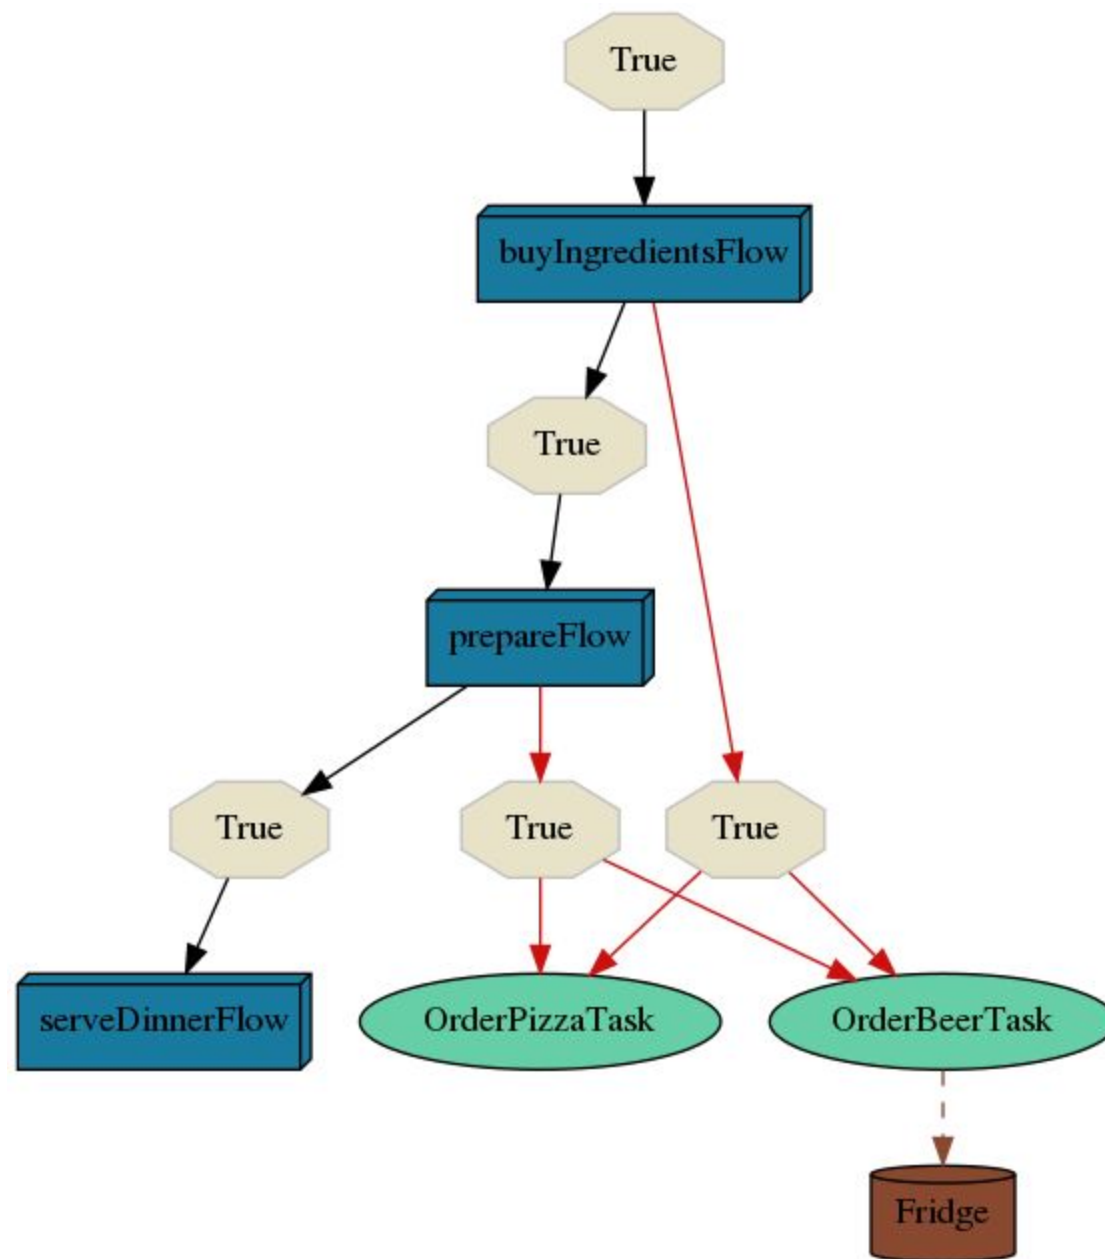 True
buyIngredientsFlow
True
prepareFlow
True
True
True
serveDinnerFlow
OrderPizzaTask
OrderBeerTask
Fridge